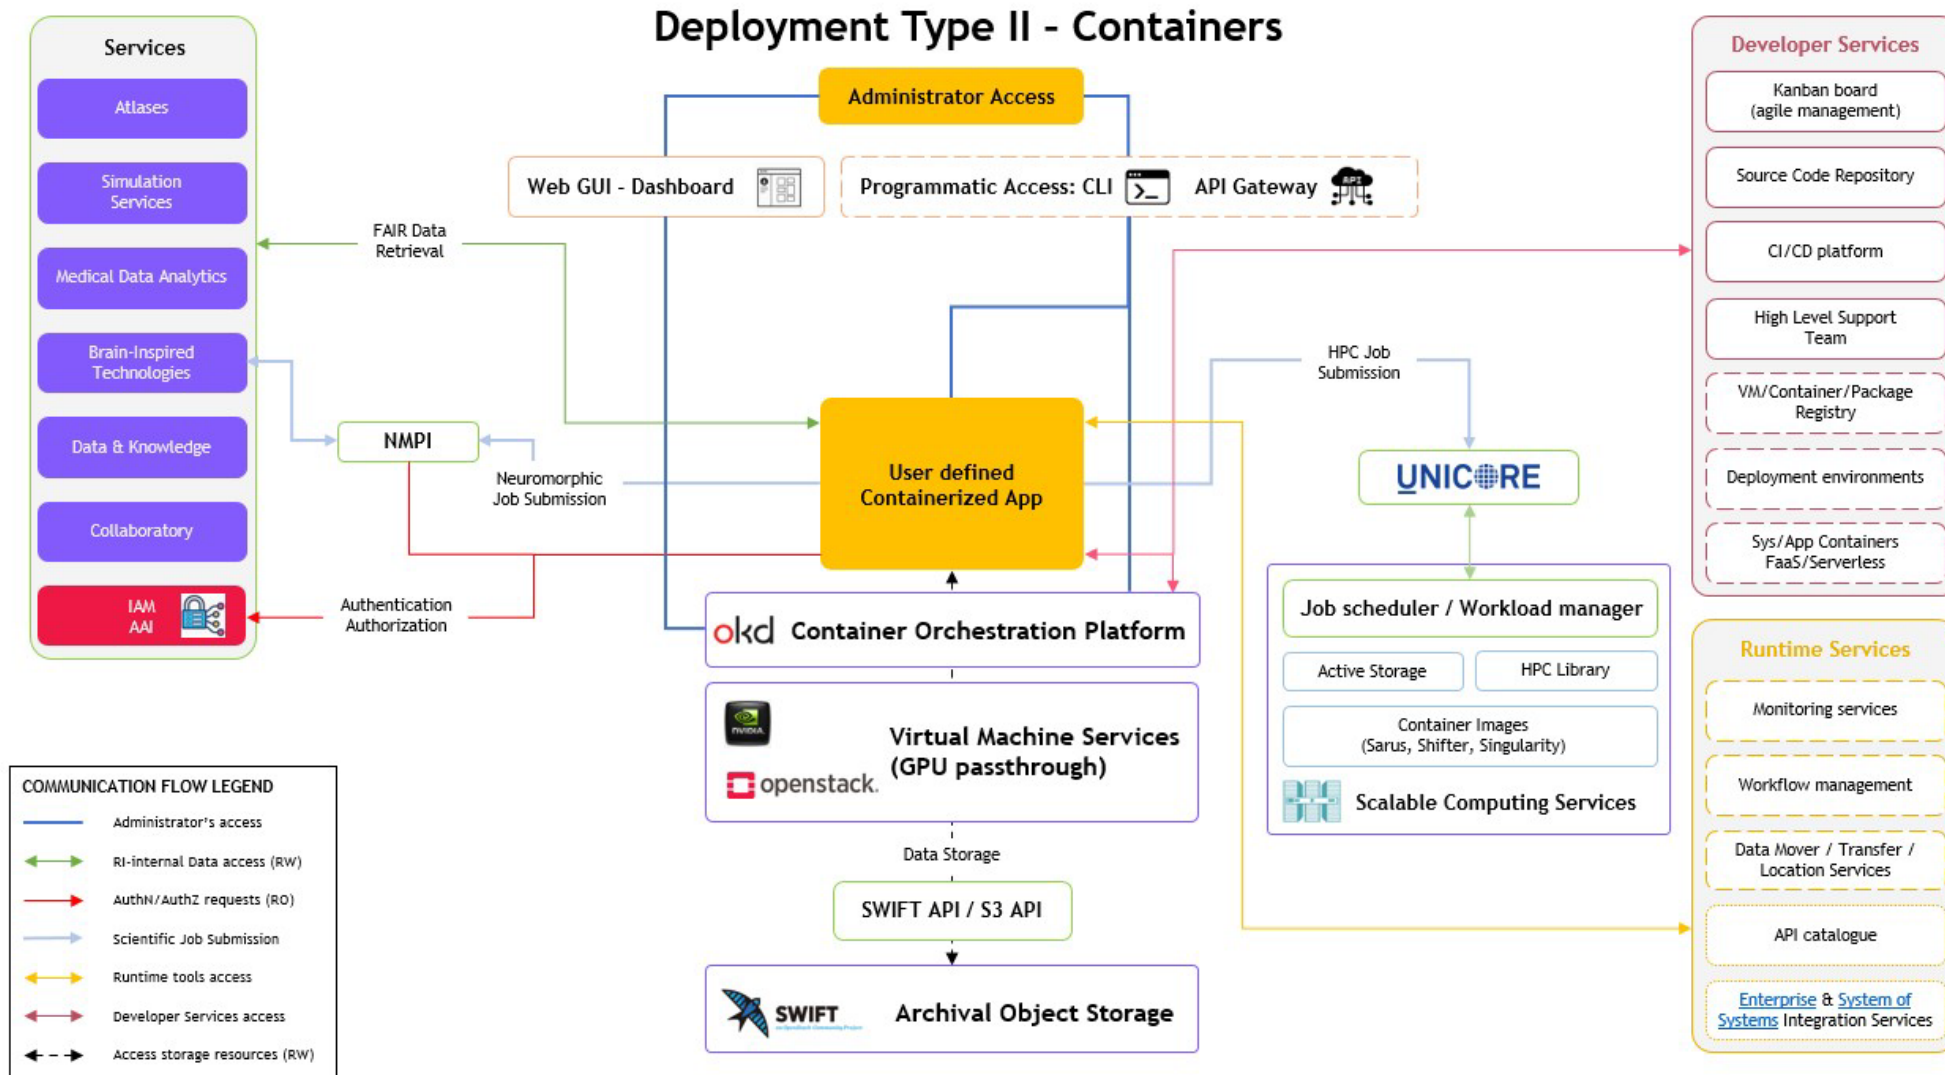 Deployment Type II - Containers
Services
Atlases
Simulation
Services
Medical Data Analytics
Brain-Inspired
Technologies
Data & Knowledge
Collaboratory
IAM
AAI
Administrator Access
Web GUI - Dashboard
Programmatic Access: CLI
API Gateway
API
FAIR Data
Retrieval
NMPI
Neuromorphic
Job Submission
Authentication
Authorization
User defined
Containerized App
HPC Job
Submission
UNICORE
okd Container Orchestration Platform
NVIDIA.
openstack.
Virtual Machine Services
(GPU passthrough)
Data Storage
SWIFT API / S3 API
SWIFT
an OpenStack Community Project
Archival Object Storage
Job scheduler / Workload manager
Active Storage
HPC Library
Container Images
(Sarus, Shifter, Singularity)
Scalable Computing Services
Developer Services
Kanban board
(agile management)
Source Code Repository
CI/CD platform
High Level Support
Team
VM/Container/Package
Registry
Deployment environments
Sys/App Containers
FaaS/Serverless
Runtime Services
Monitoring services
Workflow management
Data Mover / Transfer /
Location Services
API catalogue
Enterprise & System of
Systems Integration Services
COMMUNICATION FLOW LEGEND
Administrator's access
RI-internal Data access (RW)
AuthN/AuthZ requests (RO)
Scientific Job Submission
Runtime tools access
Developer Services access
Access storage resources (RW)